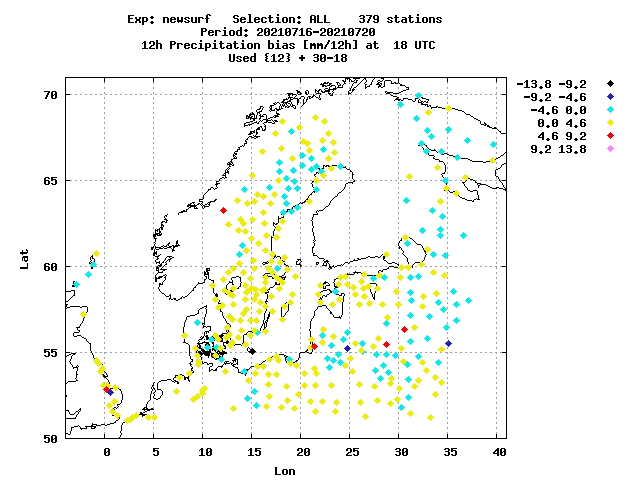 Exp: newsurf Selection: ALL 379 stations
Period: 20210716-20210720
12h Precipitation bias [mm/12h] at 18 UTC
Used {12} + 30-18
-13.8 -9.2
-9.2 -4.6
-4.6 0.0
0.0 4.6
4.6 9.2
9.2 13.8
70
65
60
55
50
Lat
0 5 10 15 20 25 30 35 40
Lon